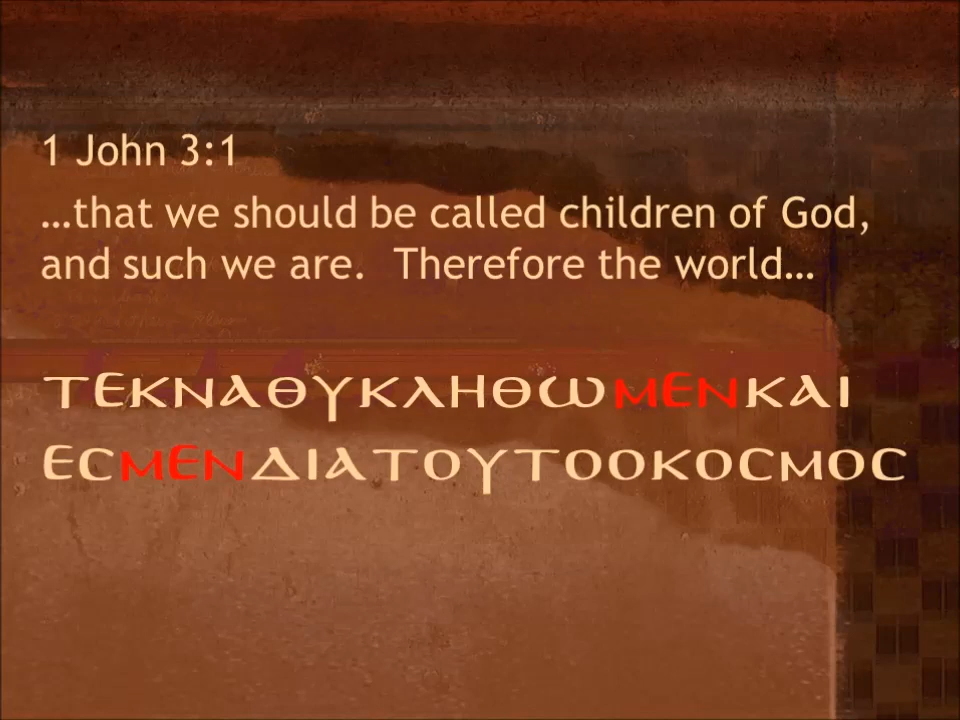 1 John 3:1
…that we should be called children of God,
and such we are.  Therefore the world…
ΤΕΚΝΑΘΥΚΛΗΘΩΜΕΝΚΑΙ
ΕϹΜΕΝΔΙΑΤΟΥΤΟΟΚΟϹΜΟϹ